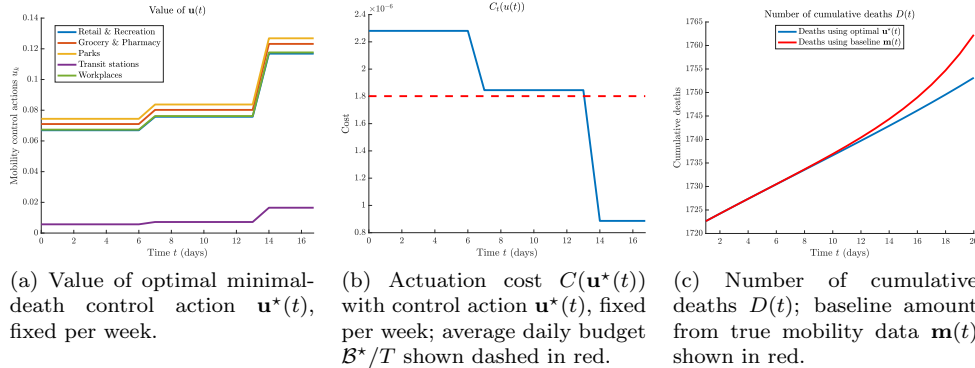 Value of u(t)
0.14
0.12
0.1
0.08
0.06
0.04
0.02
0
Mobility control actions u_k
Retail & Recreation
Grocery & Pharmacy
Parks
Transit stations
Workplaces
0 2 4 6 8 10 12 14 16
Time t (days)
(a) Value of optimal minimal-
death control action u⋆(t),
fixed per week.
×10⁻⁶
C_t(u(t))
2.4
2.2
2
1.8
1.6
1.4
1.2
1
0.8
Cost
0 2 4 6 8 10 12 14 16
Time t (days)
(b) Actuation cost C(u⋆(t))
with control action u⋆(t), fixed
per week; average daily budget
B⋆/T shown dashed in red.
Number of cumulative deaths D(t)
1765
1760
1755
1750
1745
1740
1735
1730
1725
1720
Cumulative deaths
Deaths using optimal u*(t)
Deaths using baseline m(t)
2 4 6 8 10 12 14 16 18 20
Time t (days)
(c) Number of cumulative
deaths D(t); baseline amount
from true mobility data m(t)
shown in red.